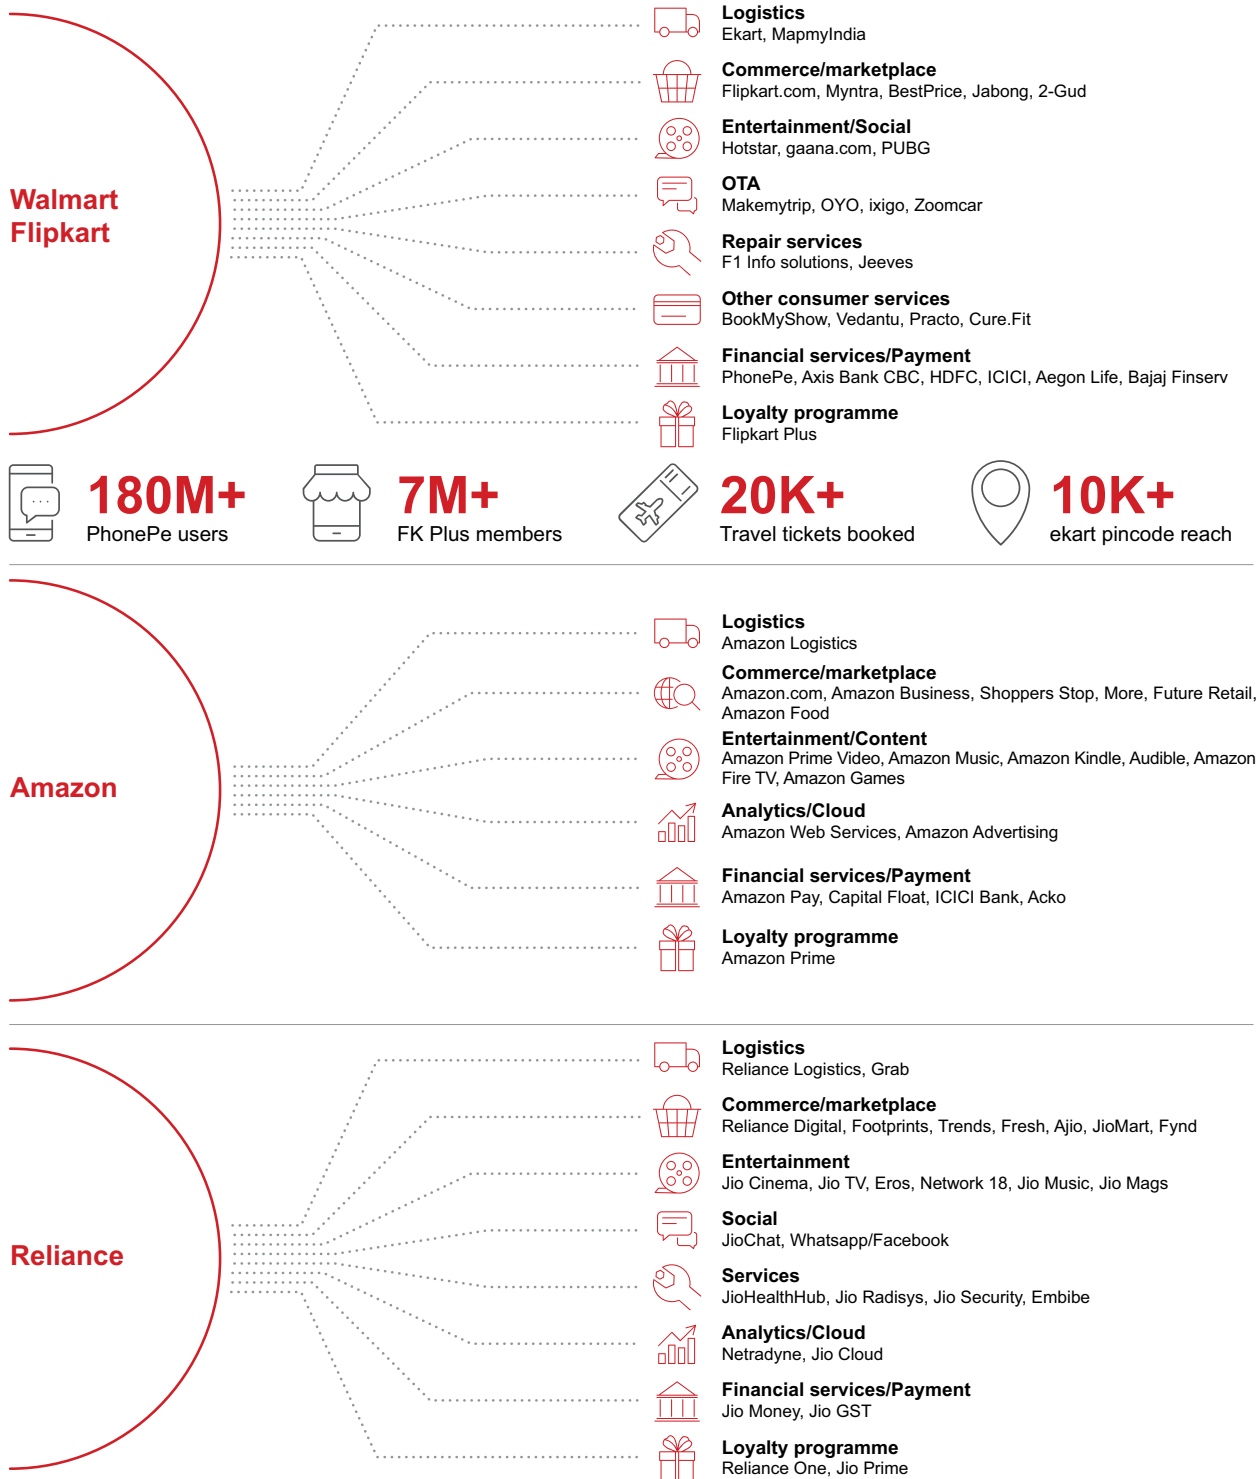 Walmart
Flipkart
Logistics
Ekart, MapmyIndia
Commerce/marketplace
Flipkart.com, Myntra, BestPrice, Jabong, 2-Gud
Entertainment/Social
Hotstar, gaana.com, PUBG
OTA
Makemytrip, OYO, ixigo, Zoomcar
Repair services
F1 Info solutions, Jeeves
Other consumer services
BookMyShow, Vedantu, Practo, Cure.Fit
Financial services/Payment
PhonePe, Axis Bank CBC, HDFC, ICICI, Aegon Life, Bajaj Finserv
Loyalty programme
Flipkart Plus
180M+
PhonePe users
7M+
FK Plus members
20K+
Travel tickets booked
10K+
ekart pincode reach
Amazon
Logistics
Amazon Logistics
Commerce/marketplace
Amazon.com, Amazon Business, Shoppers Stop, More, Future Retail,
Amazon Food
Entertainment/Content
Amazon Prime Video, Amazon Music, Amazon Kindle, Audible, Amazon
Fire TV, Amazon Games
Analytics/Cloud
Amazon Web Services, Amazon Advertising
Financial services/Payment
Amazon Pay, Capital Float, ICICI Bank, Acko
Loyalty programme
Amazon Prime
Reliance
Logistics
Reliance Logistics, Grab
Commerce/marketplace
Reliance Digital, Footprints, Trends, Fresh, Ajio, JioMart, Fynd
Entertainment
Jio Cinema, Jio TV, Eros, Network 18, Jio Music, Jio Mags
Social
JioChat, Whatsapp/Facebook
Services
JioHealthHub, Jio Radisys, Jio Security, Embibe
Analytics/Cloud
Netradyne, Jio Cloud
Financial services/Payment
Jio Money, Jio GST
Loyalty programme
Reliance One, Jio Prime